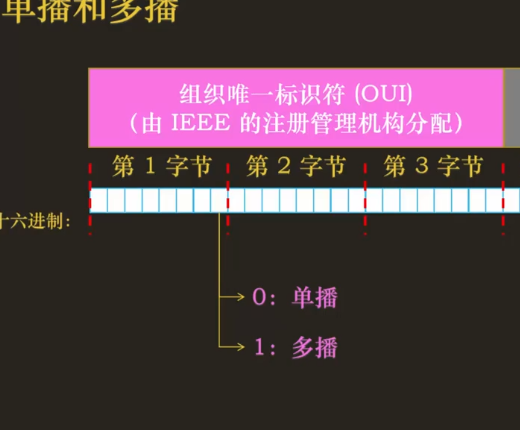 单播和多播
组织唯一标识符 (OUI)
（由 IEEE 的注册管理机构分配）
第 1 字节 第 2 字节 第 3 字节
十六进制：
0：单播
1：多播